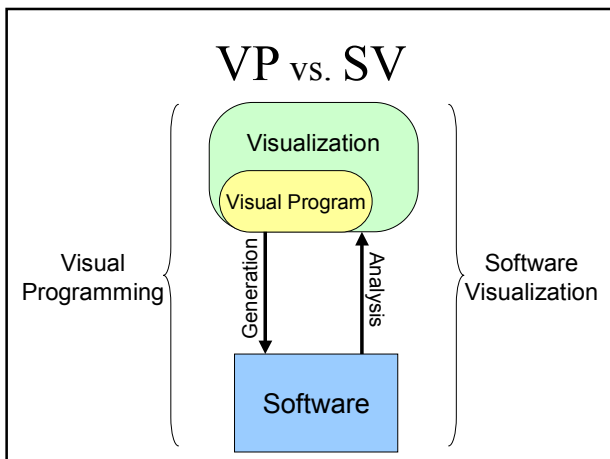 VP vs. SV
Visualization
Visual Program
Visual
Programming
Generation
Analysis
Software
Visualization
Software